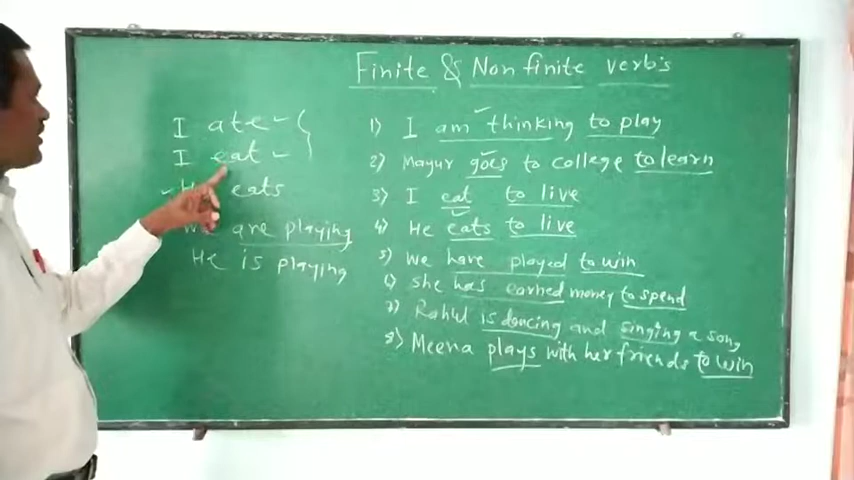 Finite & Non finite verb's
I ate
I eat
He eats
We are playing
He is playing
1) I am thinking to play
2) Mayur goes to college to learn
3) I eat to live
4) He eats to live
5) We have played to win
6) She has earned money to spend
7) Rahul is dancing and singing a song
8) Meena plays with her friends to win